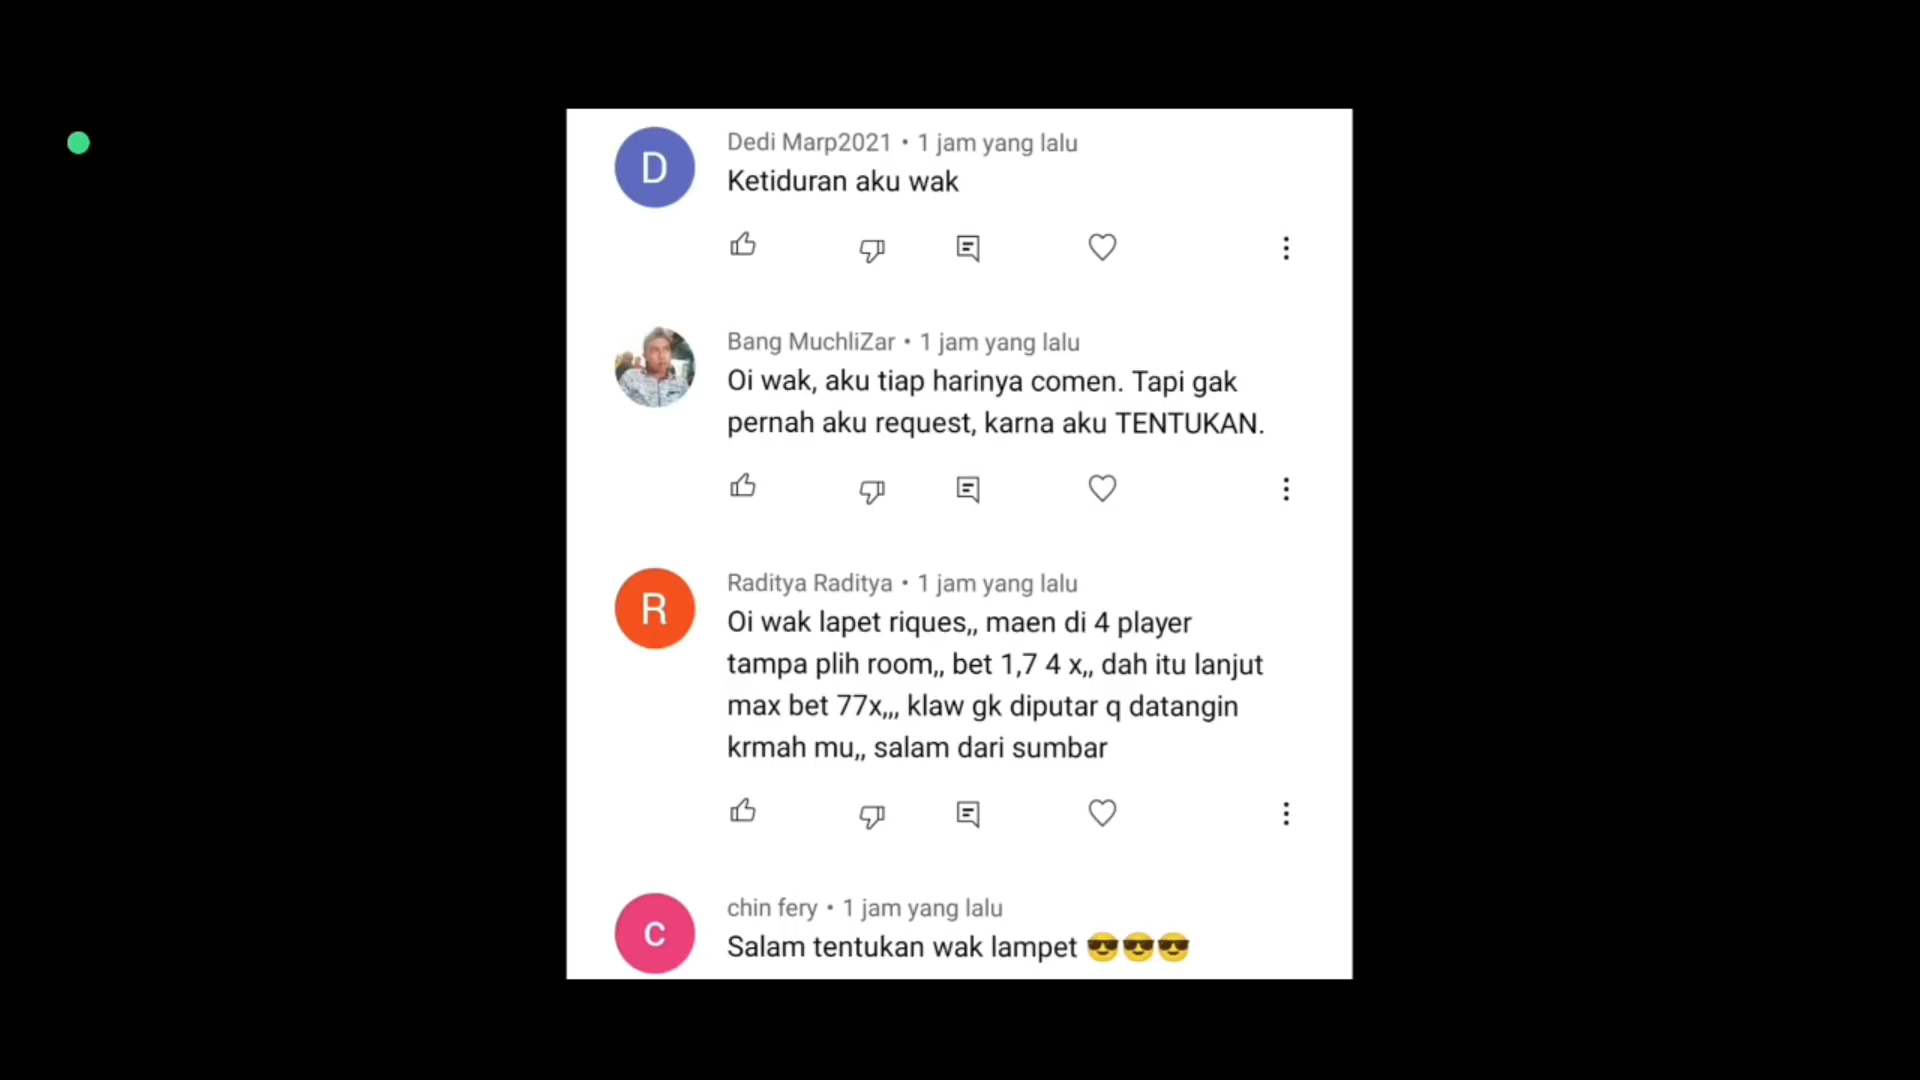 D
Dedi Marp2021 • 1 jam yang lalu
Ketiduran aku wak
Bang MuchliZar • 1 jam yang lalu
Oi wak, aku tiap harinya comen. Tapi gak
pernah aku request, karna aku TENTUKAN.
R
Raditya Raditya • 1 jam yang lalu
Oi wak lapet riques,, maen di 4 player
tampa plih room,, bet 1,7 4 x,, dah itu lanjut
max bet 77x,,, klaw gk diputar q datangin
krmah mu,, salam dari sumbar
c
chin fery • 1 jam yang lalu
Salam tentukan wak lampet 😎😎😎